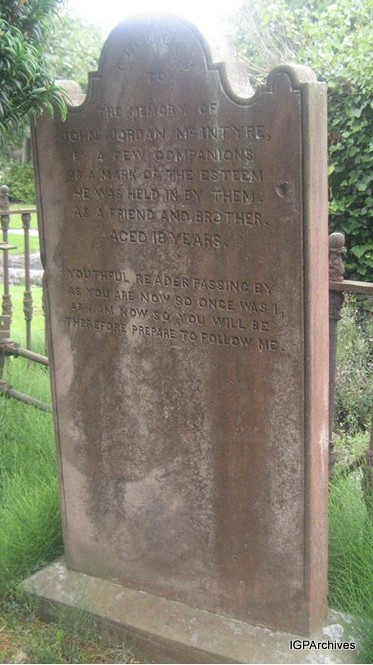 ERECTED
TO
THE MEMORY OF
JOHN JORDAN McINTYRE,
BY A FEW COMPANIONS
AS A MARK OF THE ESTEEM
HE WAS HELD IN BY THEM.
AS A FRIEND AND BROTHER.
AGED 18 YEARS.
YOUTHFUL READER PASSING BY
AS YOU ARE NOW SO ONCE WAS I,
AS I AM NOW SO YOU WILL BE
THEREFORE PREPARE TO FOLLOW ME.
IGPArchives